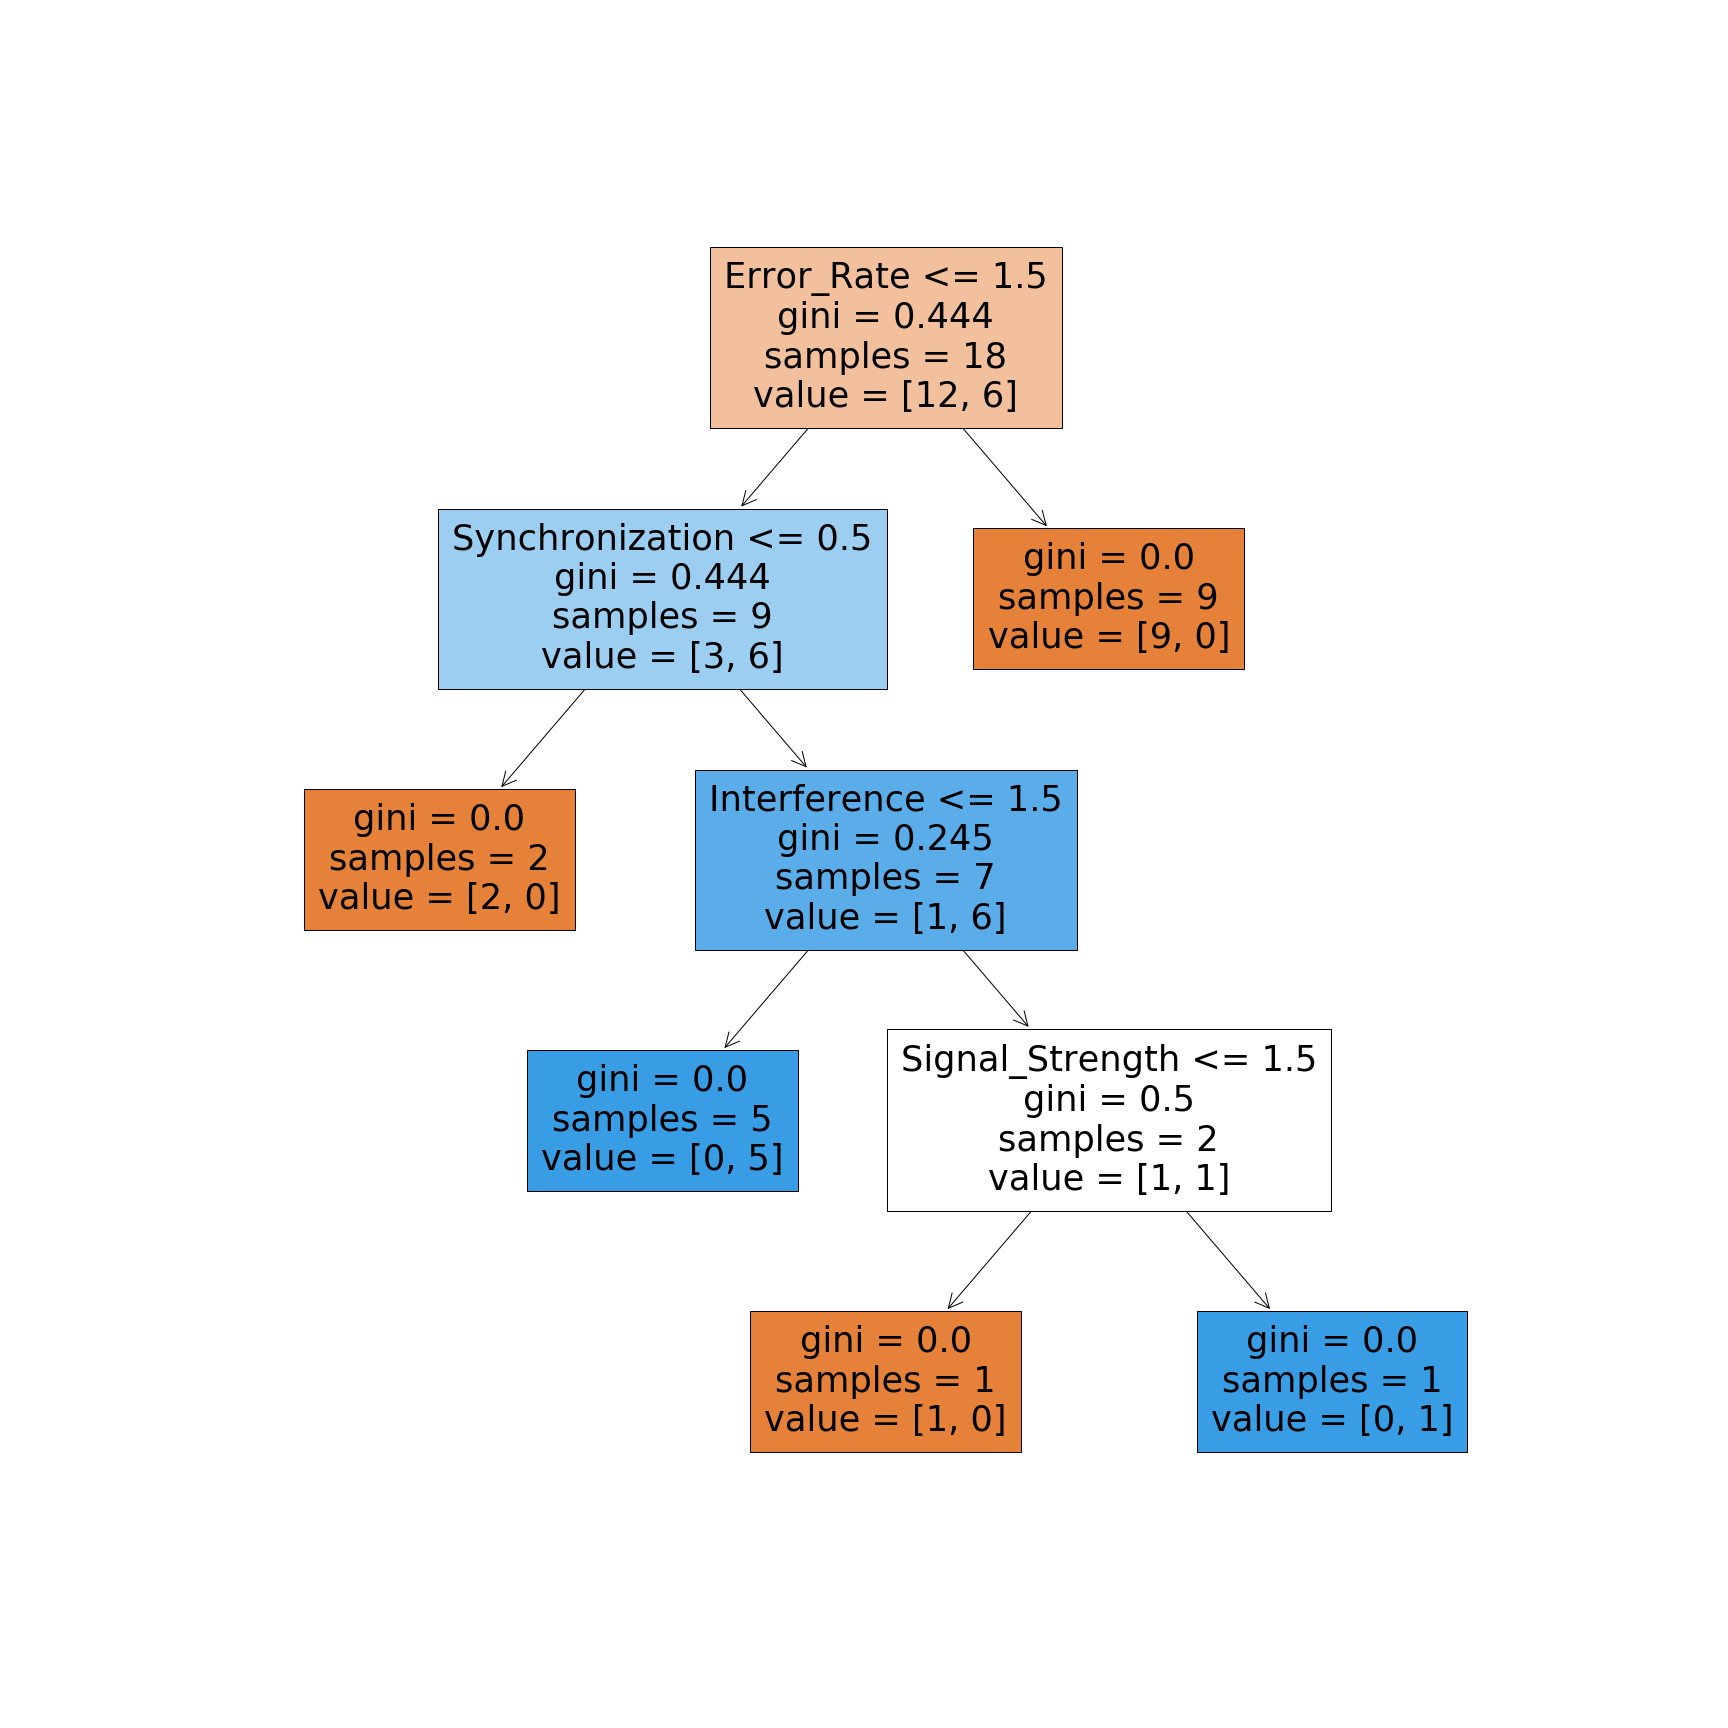 Error_Rate <= 1.5
gini = 0.444
samples = 18
value = [12, 6]
Synchronization <= 0.5
gini = 0.444
samples = 9
value = [3, 6]
gini = 0.0
samples = 9
value = [9, 0]
gini = 0.0
samples = 2
value = [2, 0]
Interference <= 1.5
gini = 0.245
samples = 7
value = [1, 6]
gini = 0.0
samples = 5
value = [0, 5]
Signal_Strength <= 1.5
gini = 0.5
samples = 2
value = [1, 1]
gini = 0.0
samples = 1
value = [1, 0]
gini = 0.0
samples = 1
value = [0, 1]